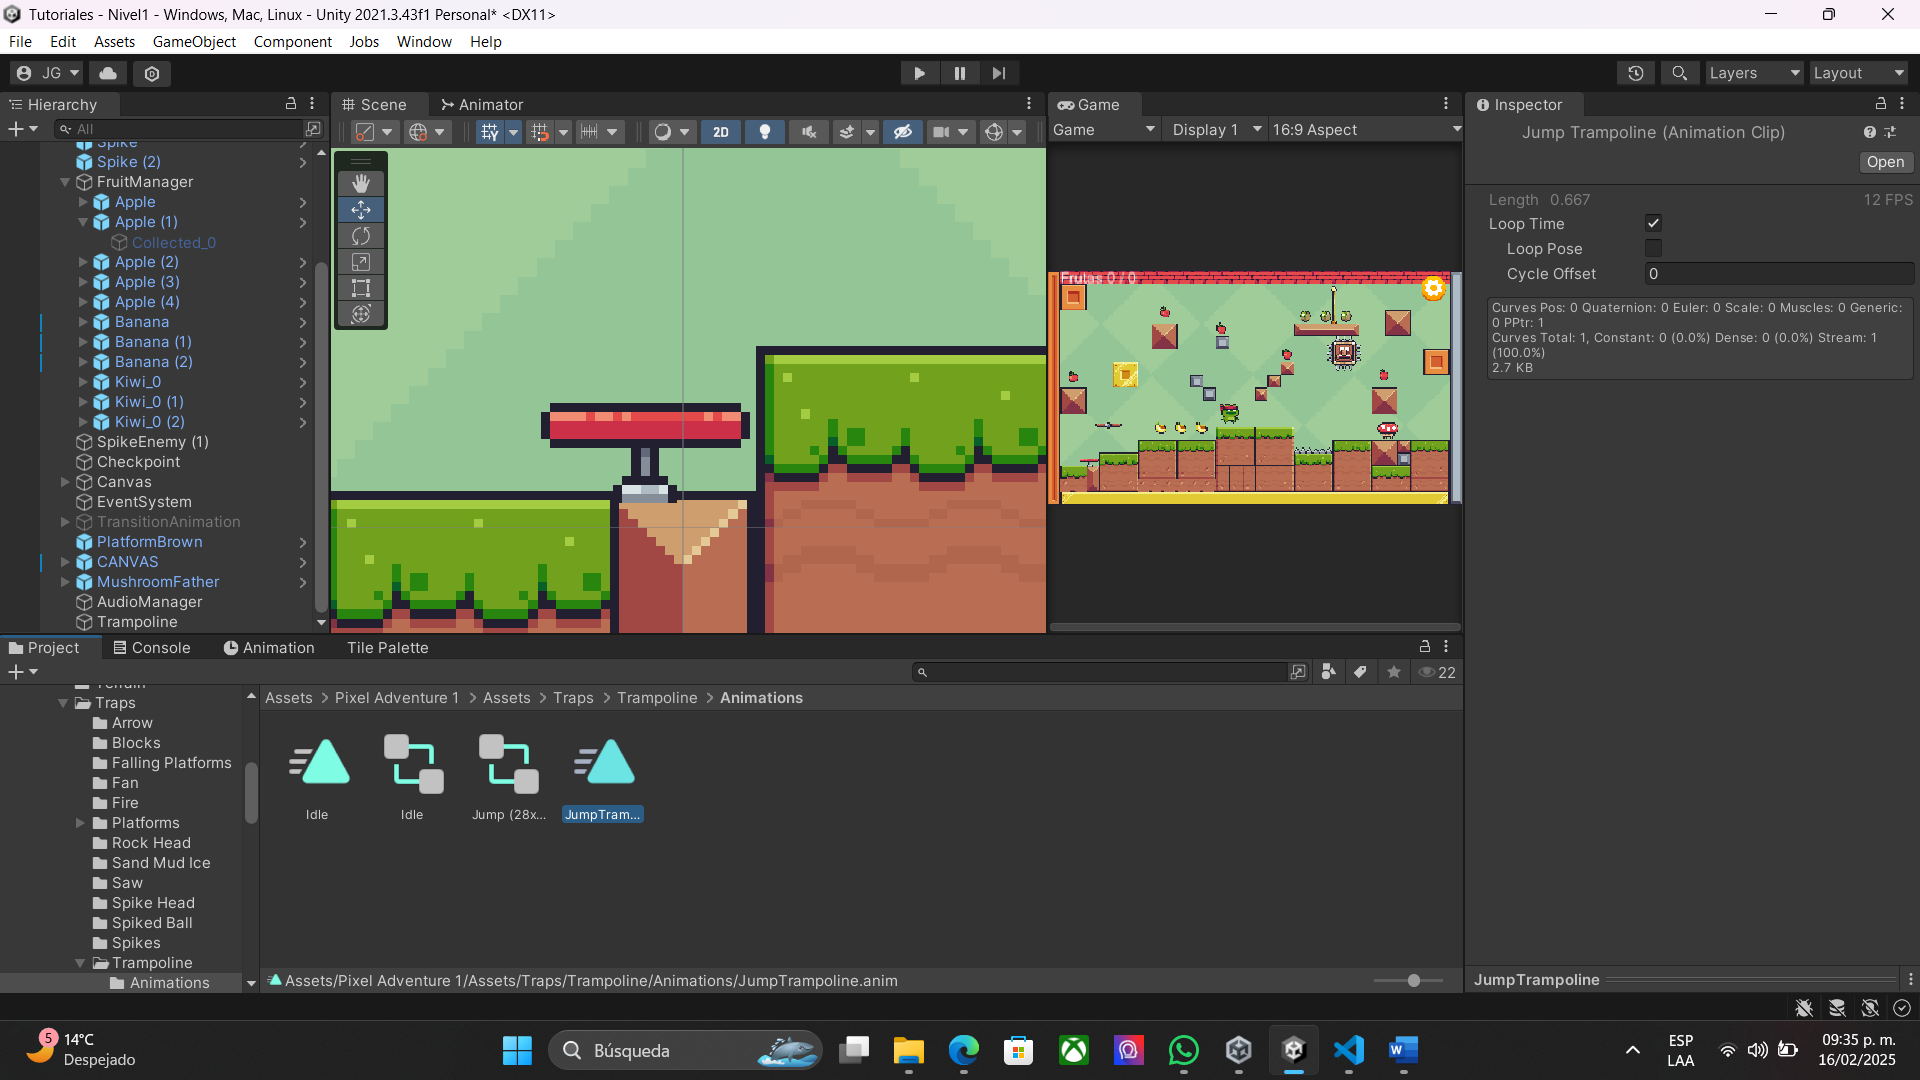 Tutoriales - Nivel1 - Windows, Mac, Linux - Unity 2021.3.43f1 Personal* <DX11>
File Edit Assets GameObject Component Jobs Window Help
JG
Layers
Layout
Hierarchy
Scene
Animator
Game
Inspector
All
2D
Game
Display 1
16:9 Aspect
Jump Trampoline (Animation Clip)
Open
Length 0.667
12 FPS
Loop Time
Loop Pose
Cycle Offset
0
Curves Pos: 0 Quaternion: 0 Euler: 0 Scale: 0 Muscles: 0 Generic:
0 PPtr: 1
Curves Total: 1, Constant: 0 (0.0%) Dense: 0 (0.0%) Stream: 1
(100.0%)
2.7 KB
Spike
Spike (2)
FruitManager
Apple
Apple (1)
Collected_0
Apple (2)
Apple (3)
Apple (4)
Banana
Banana (1)
Banana (2)
Kiwi_0
Kiwi_0 (1)
Kiwi_0 (2)
SpikeEnemy (1)
Checkpoint
Canvas
EventSystem
TransitionAnimation
PlatformBrown
CANVAS
MushroomFather
AudioManager
Trampoline
Frutas 0 / 0
Project
Console
Animation
Tile Palette
22
Terrain
Traps
Arrow
Blocks
Falling Platforms
Fan
Fire
Platforms
Rock Head
Sand Mud Ice
Saw
Spike Head
Spiked Ball
Spikes
Trampoline
Animations
Assets > Pixel Adventure 1 > Assets > Traps > Trampoline > Animations
Idle
Idle
Jump (28x...
JumpTram...
Assets/Pixel Adventure 1/Assets/Traps/Trampoline/Animations/JumpTrampoline.anim
JumpTrampoline
5
14°C
Despejado
Búsqueda
ESP
LAA
09:35 p. m.
16/02/2025